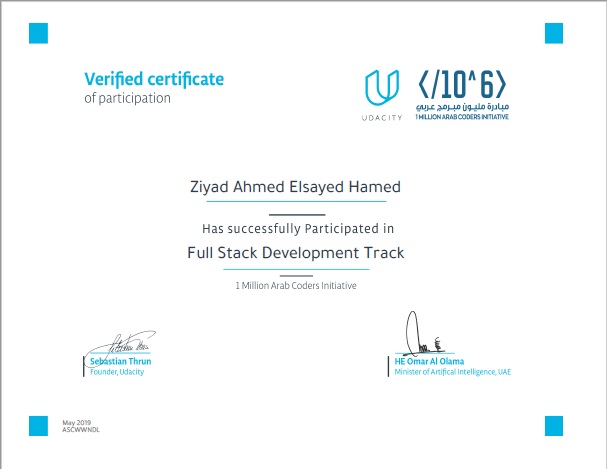 Verified certificate
of participation
UDACITY
</10^6>
مبادرة مليون مبرمج عربي
1 MILLION ARAB CODERS INITIATIVE
Ziyad Ahmed Elsayed Hamed
Has successfully Participated in
Full Stack Development Track
1 Million Arab Coders Initiative
Sebastian Thrun
Founder, Udacity
HE Omar Al Olama
Minister of Artifical Intelligence, UAE
May 2019
ASCWWNDL